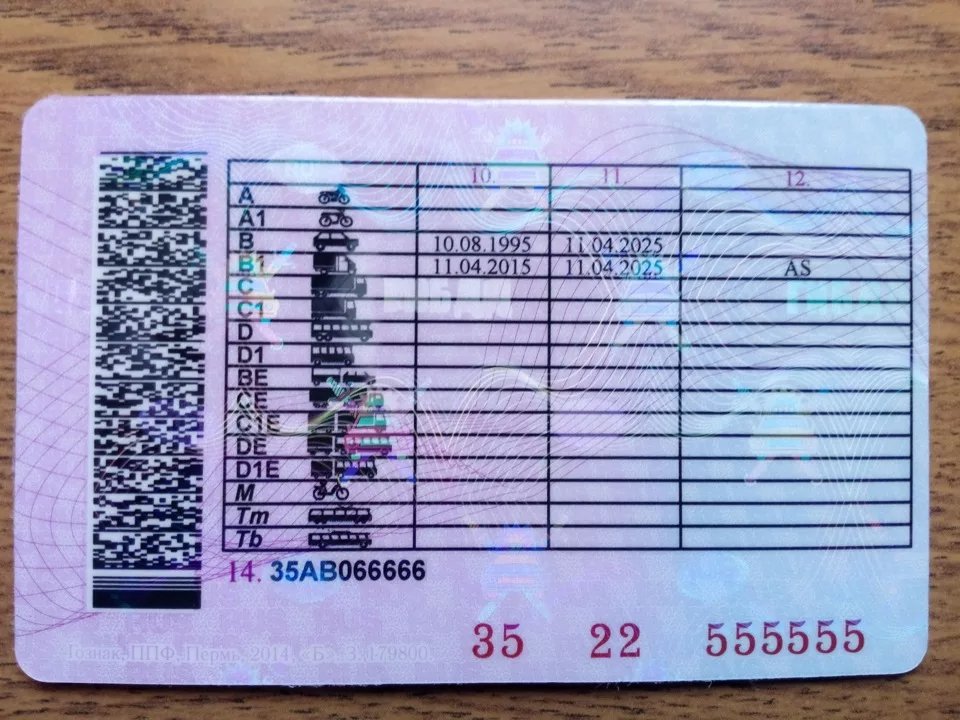 10. 11. 12.
A
A1
B 10.08.1995 11.04.2025
B1 11.04.2015 11.04.2025 AS
C
C1
D
D1
BE
CE
C1E
DE
D1E
M
Tm
Tb
14. 35АВ066666
35 22 555555
Гознак, ППФ, Пермь, 2014, «Б». З. 179800.